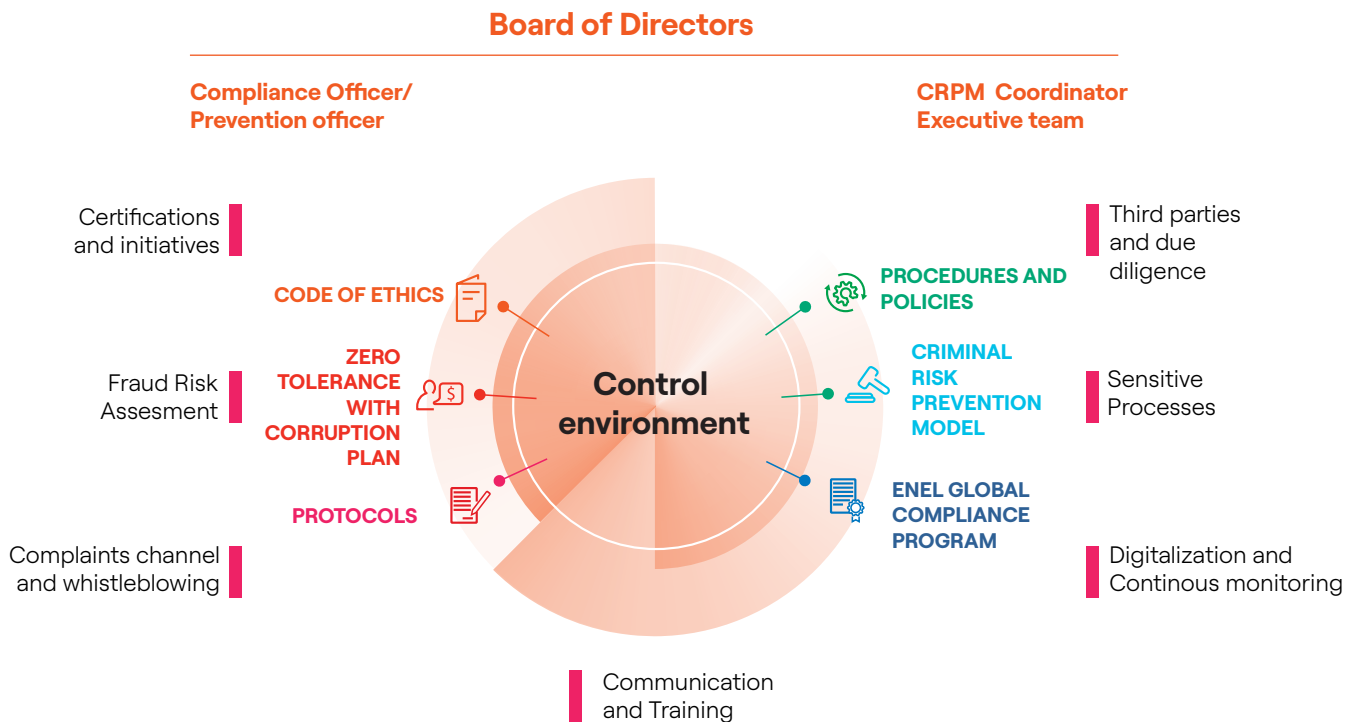 Board of Directors
Compliance Officer/
Prevention officer
CRPM Coordinator
Executive team
Certifications
and initiatives
Third parties
and due
diligence
CODE OF ETHICS
PROCEDURES AND
POLICIES
ZERO
TOLERANCE
WITH
CORRUPTION
PLAN
$
Control
environment
CRIMINAL
RISK
PREVENTION
MODEL
Fraud Risk
Assesment
Sensitive
Processes
PROTOCOLS
ENEL GLOBAL
COMPLIANCE
PROGRAM
Complaints channel
and whistleblowing
Digitalization and
Continous monitoring
Communication
and Training